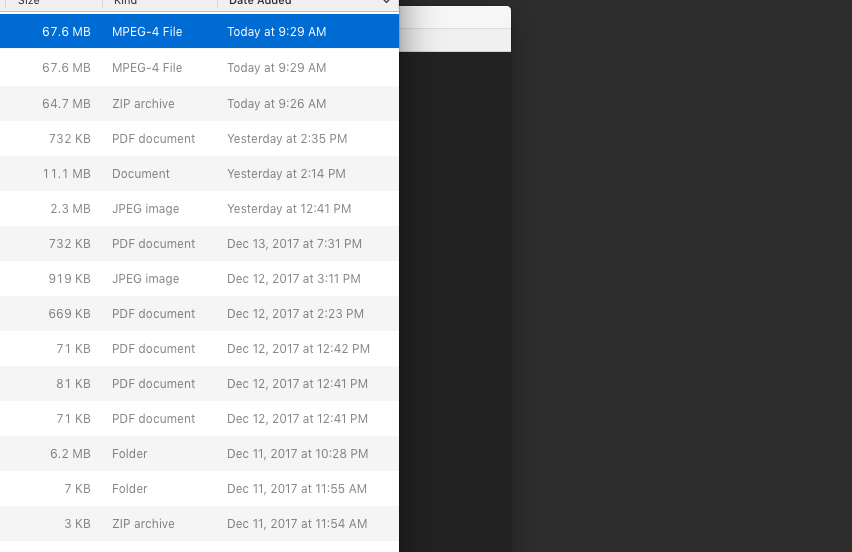 Size Kind Date Added
67.6 MB MPEG-4 File Today at 9:29 AM
67.6 MB MPEG-4 File Today at 9:29 AM
64.7 MB ZIP archive Today at 9:26 AM
732 KB PDF document Yesterday at 2:35 PM
11.1 MB Document Yesterday at 2:14 PM
2.3 MB JPEG image Yesterday at 12:41 PM
732 KB PDF document Dec 13, 2017 at 7:31 PM
919 KB JPEG image Dec 12, 2017 at 3:11 PM
669 KB PDF document Dec 12, 2017 at 2:23 PM
71 KB PDF document Dec 12, 2017 at 12:42 PM
81 KB PDF document Dec 12, 2017 at 12:41 PM
71 KB PDF document Dec 12, 2017 at 12:41 PM
6.2 MB Folder Dec 11, 2017 at 10:28 PM
7 KB Folder Dec 11, 2017 at 11:55 AM
3 KB ZIP archive Dec 11, 2017 at 11:54 AM